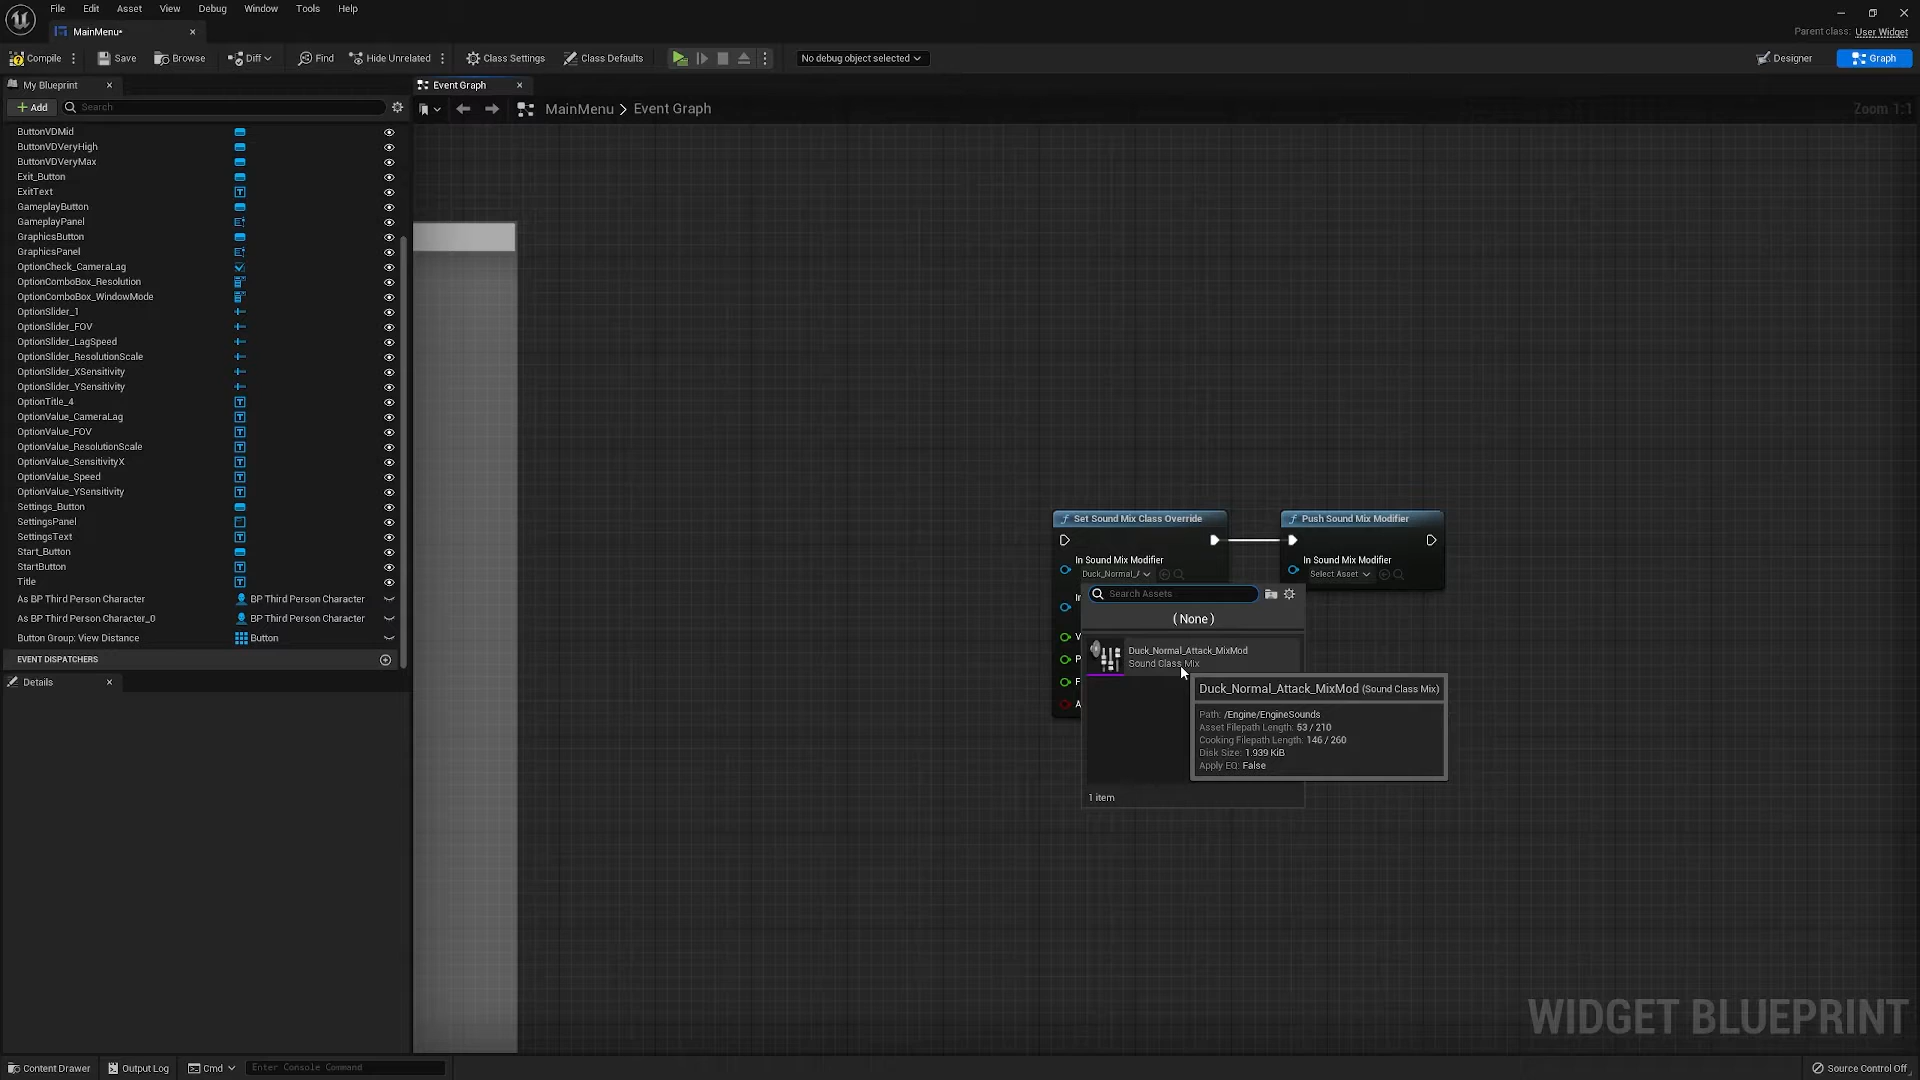 File Edit Asset View Debug Window Tools Help
MainMenu•
Parent class: User Widget
Compile Save Browse Diff Find Hide Unrelated Class Settings Class Defaults No debug object selected Designer Graph
My Blueprint
Event Graph
Add Search
MainMenu > Event Graph Zoom 1:1
ButtonVDMid
ButtonVDVeryHigh
ButtonVDVeryMax
Exit_Button
ExitText
GameplayButton
GameplayPanel
GraphicsButton
GraphicsPanel
OptionCheck_CameraLag
OptionComboBox_Resolution
OptionComboBox_WindowMode
OptionSlider_1
OptionSlider_FOV
OptionSlider_LagSpeed
OptionSlider_ResolutionScale
OptionSlider_XSensitivity
OptionSlider_YSensitivity
OptionTitle_4
OptionValue_CameraLag
OptionValue_FOV
OptionValue_ResolutionScale
OptionValue_SensitivityX
OptionValue_Speed
OptionValue_YSensitivity
Settings_Button
SettingsPanel
SettingsText
Start_Button
StartButton
Title
As BP Third Person Character BP Third Person Character
As BP Third Person Character_0 BP Third Person Character
Button Group: View Distance Button
EVENT DISPATCHERS
Details
Set Sound Mix Class Override
In Sound Mix Modifier
Duck_Normal_A
Push Sound Mix Modifier
In Sound Mix Modifier
Select Asset
Search Assets
( None )
Duck_Normal_Attack_MixMod
Sound Class Mix
1 item
Duck_Normal_Attack_MixMod (Sound Class Mix)
Path: /Engine/EngineSounds
Asset Filepath Length: 53 / 210
Cooking Filepath Length: 146 / 260
Disk Size: 1.939 KiB
Apply EQ: False
WIDGET BLUEPRINT
Content Drawer Output Log Cmd Enter Console Command Source Control Off